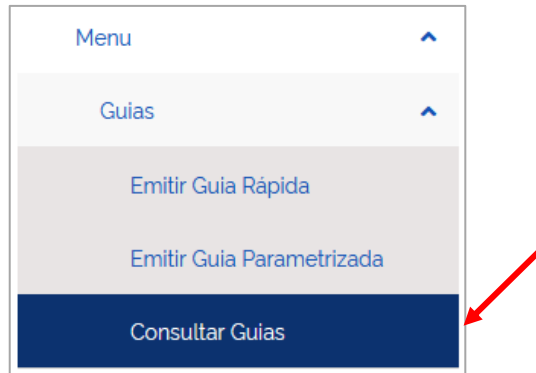 Menu
Guias
Emitir Guia Rápida
Emitir Guia Parametrizada
Consultar Guias